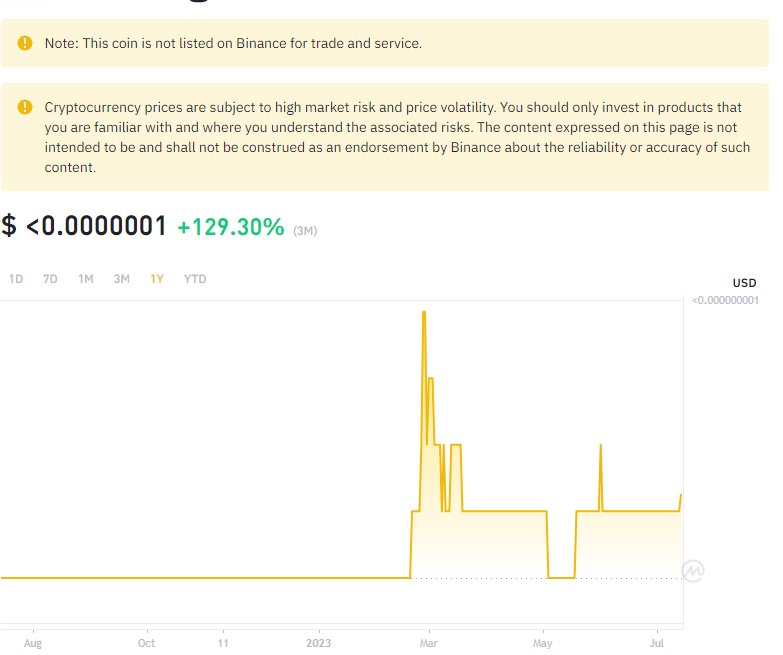 Note: This coin is not listed on Binance for trade and service.
Cryptocurrency prices are subject to high market risk and price volatility. You should only invest in products that
you are familiar with and where you understand the associated risks. The content expressed on this page is not
intended to be and shall not be construed as an endorsement by Binance about the reliability or accuracy of such
content.
$ <0.0000001 +129.30% (3M)
1D 7D 1M 3M 1Y YTD
USD
<0.000000001
Aug Oct 11 2023 Mar May Jul